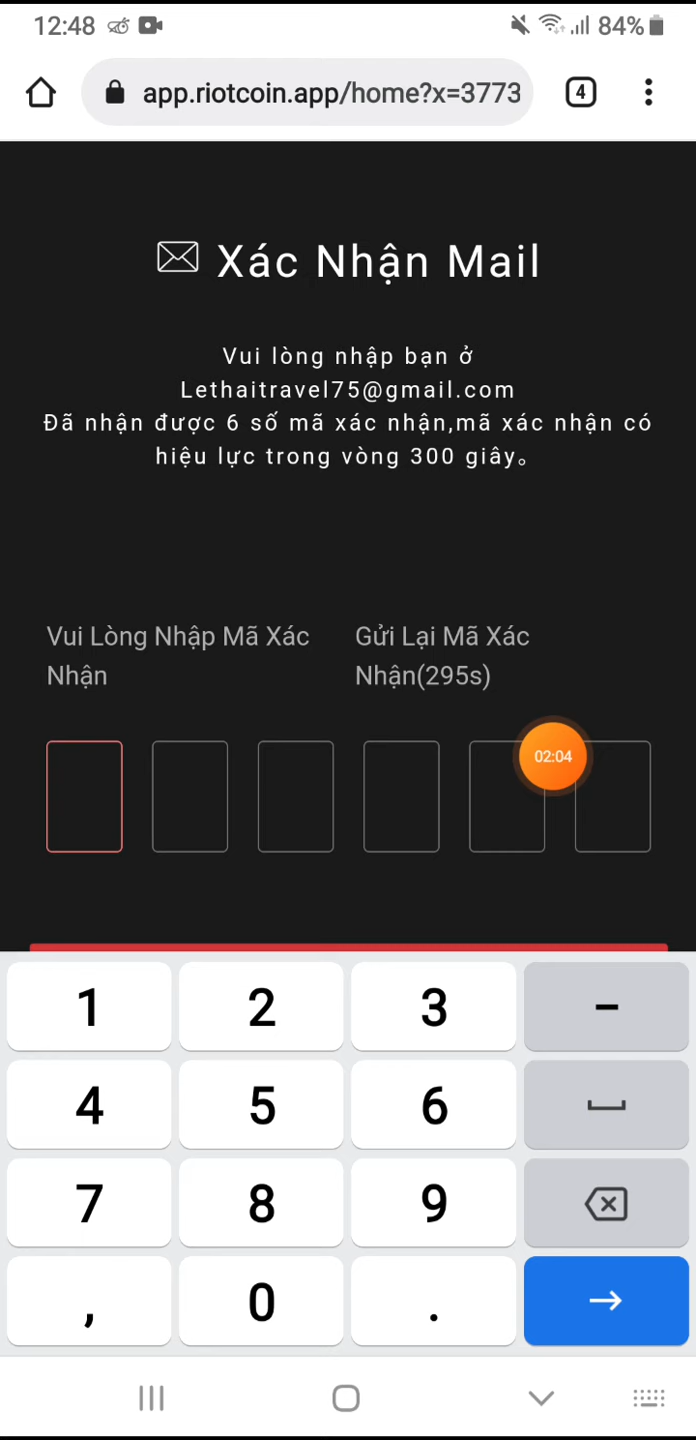 12:48 84%
app.riotcoin.app/home?x=3773
4
Xác Nhận Mail
Vui lòng nhập bạn ở
Lethaitravel75@gmail.com
Đã nhận được 6 số mã xác nhận,mã xác nhận có
hiệu lực trong vòng 300 giây。
Vui Lòng Nhập Mã Xác
Nhận
Gửi Lại Mã Xác
Nhận(295s)
02:04
1 2 3 -
4 5 6
7 8 9
, 0 .